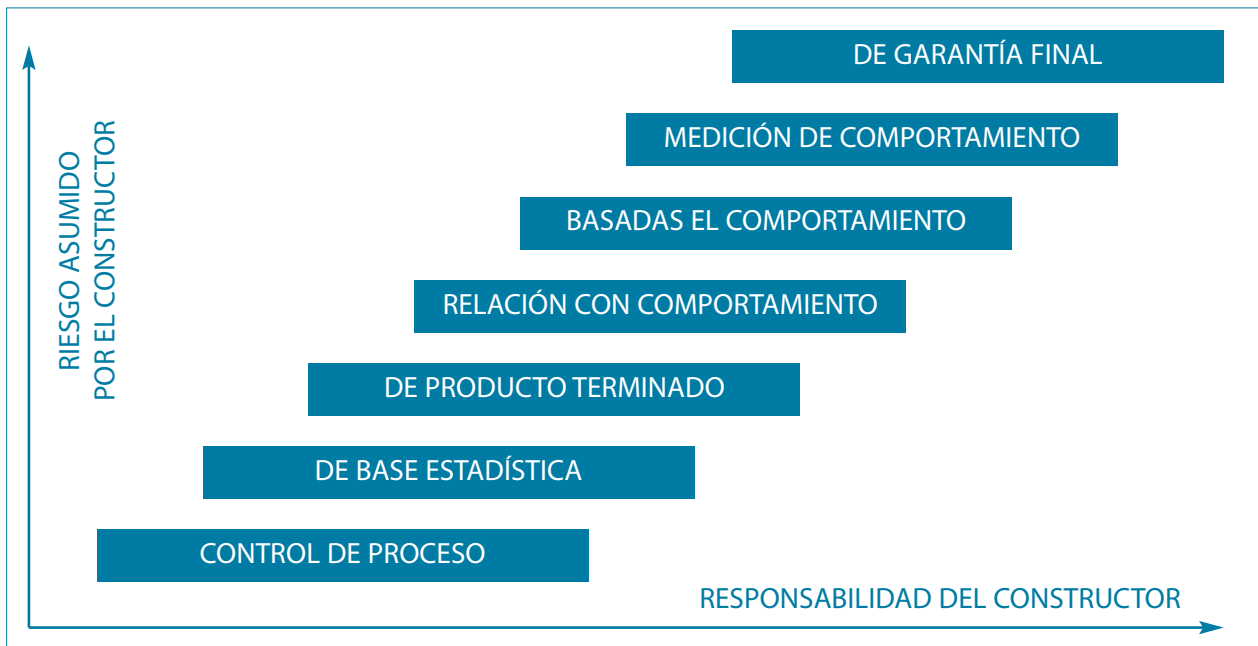 DE GARANTÍA FINAL
MEDICIÓN DE COMPORTAMIENTO
BASADAS EL COMPORTAMIENTO
RELACIÓN CON COMPORTAMIENTO
DE PRODUCTO TERMINADO
DE BASE ESTADÍSTICA
CONTROL DE PROCESO
RIESGO ASUMIDO
POR EL CONSTRUCTOR
RESPONSABILIDAD DEL CONSTRUCTOR